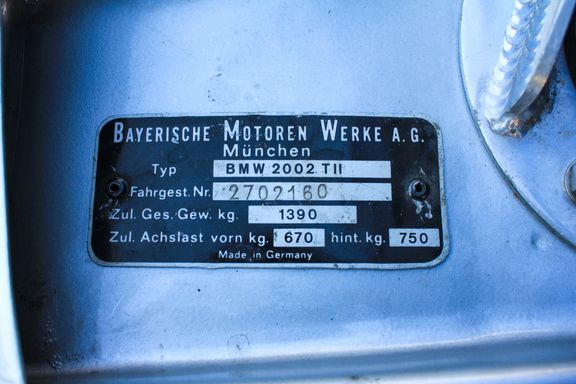 BAYERISCHE MOTOREN WERKE A.G.
München
Typ BMW 2002 TII
Fahrgest. Nr. 2702160
Zul. Ges. Gew. kg. 1390
Zul. Achslast vorn kg. 670 hint. kg. 750
Made in Germany